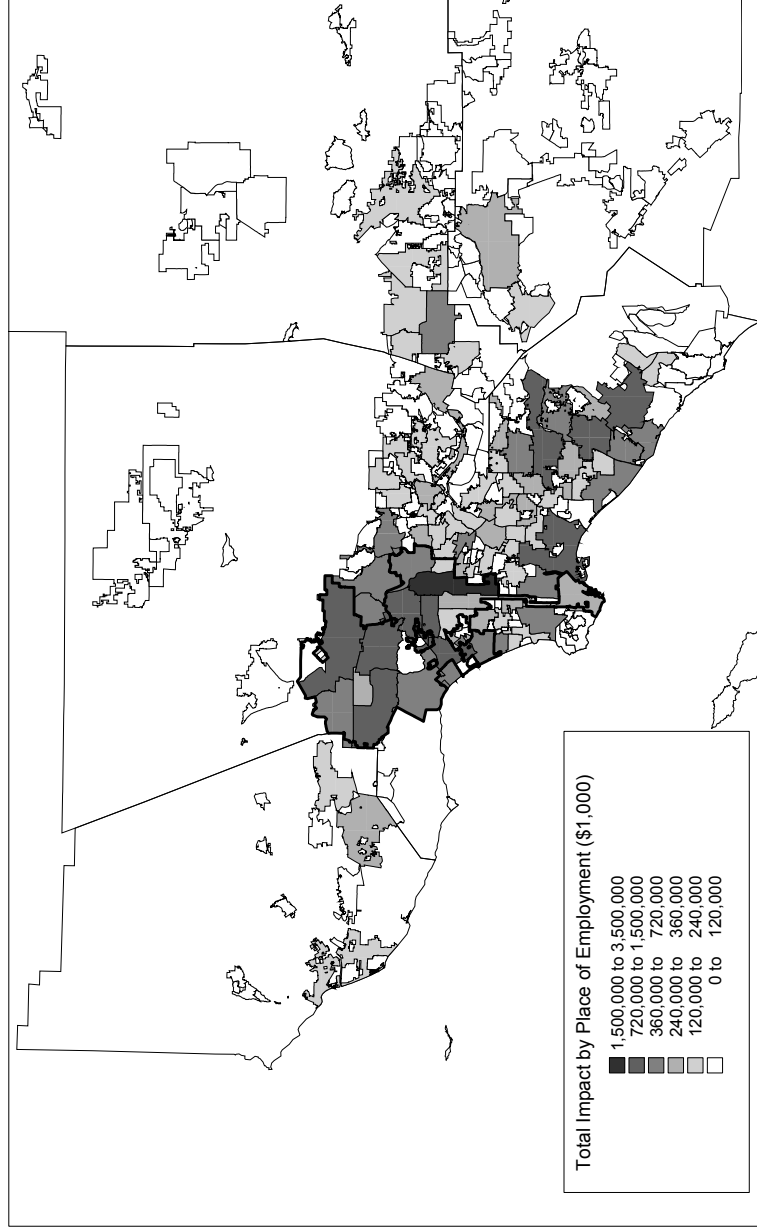 Total Impact by Place of Employment ($1,000)
1,500,000 to 3,500,000
720,000 to 1,500,000
360,000 to 720,000
240,000 to 360,000
120,000 to 240,000
0 to 120,000